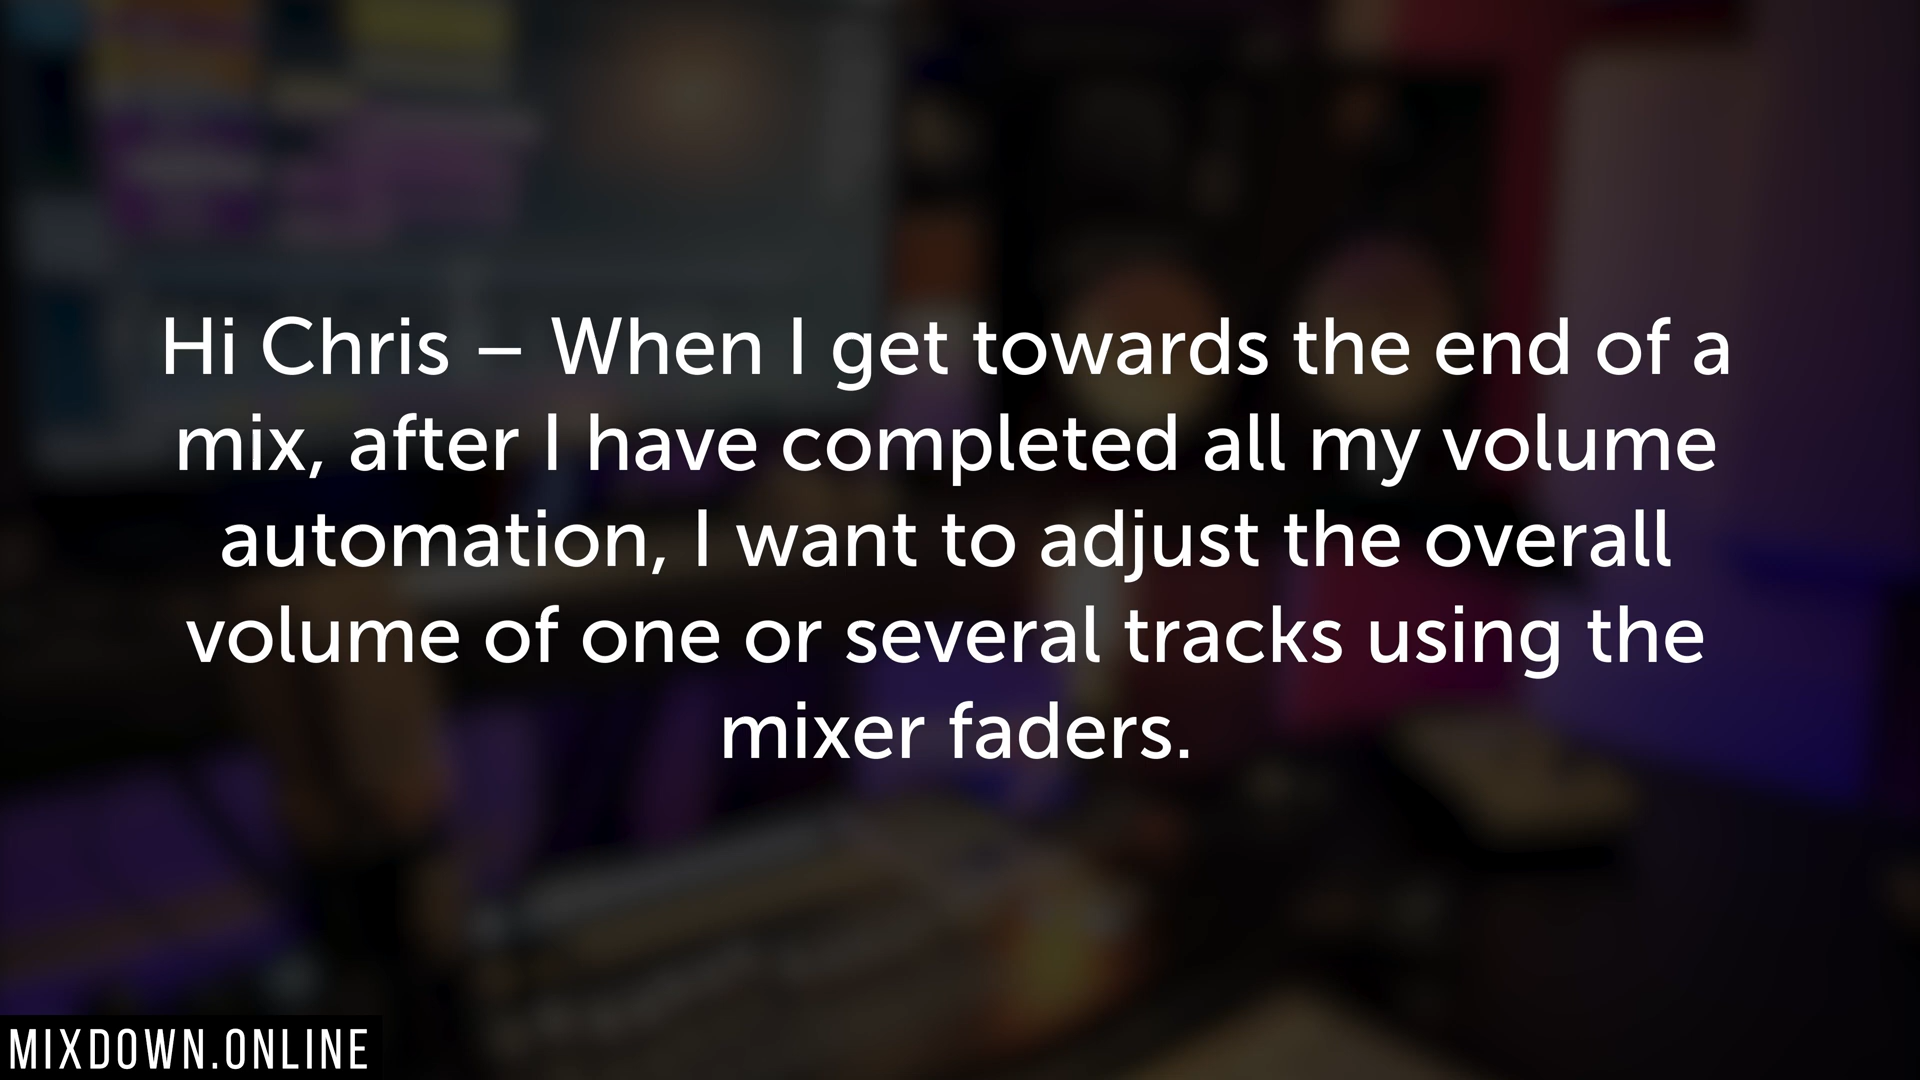 Hi Chris – When I get towards the end of a
mix, after I have completed all my volume
automation, I want to adjust the overall
volume of one or several tracks using the
mixer faders.
MIXDOWN.ONLINE